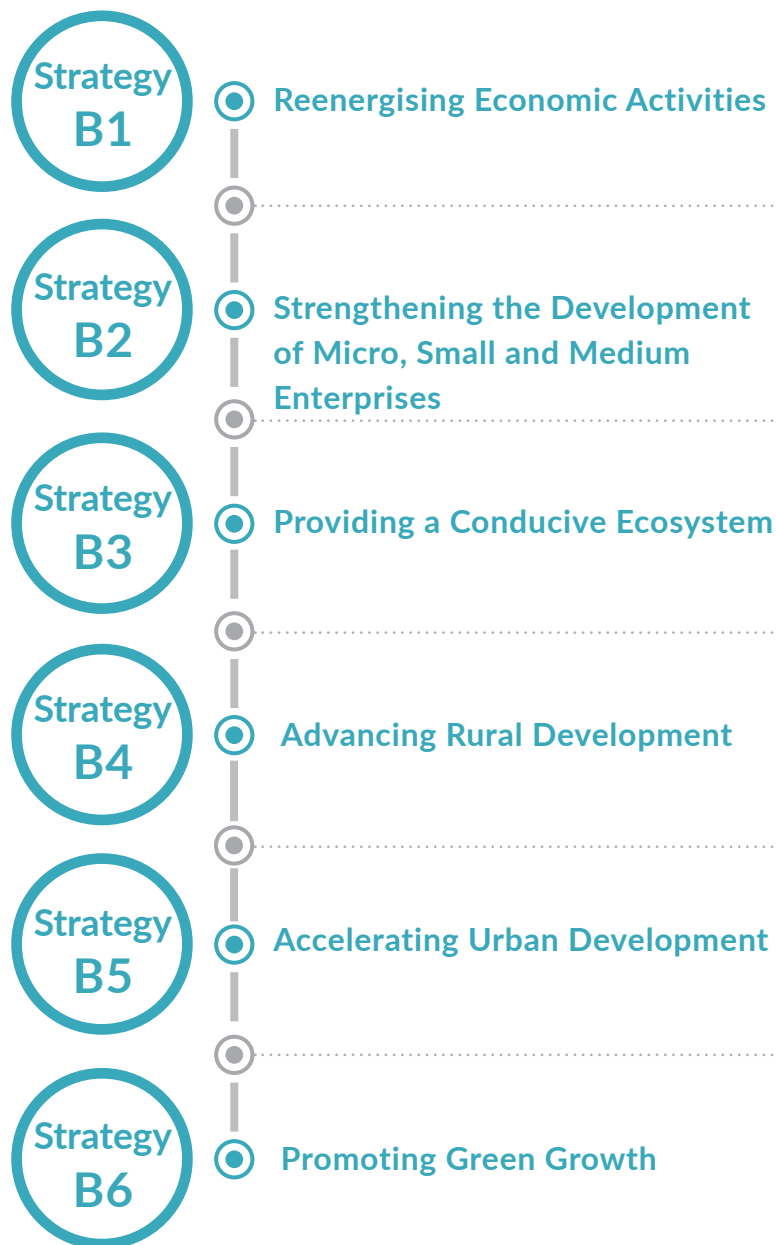 Strategy
B1
Reenergising Economic Activities
Strategy
B2
Strengthening the Development
of Micro, Small and Medium
Enterprises
Strategy
B3
Providing a Conducive Ecosystem
Strategy
B4
Advancing Rural Development
Strategy
B5
Accelerating Urban Development
Strategy
B6
Promoting Green Growth